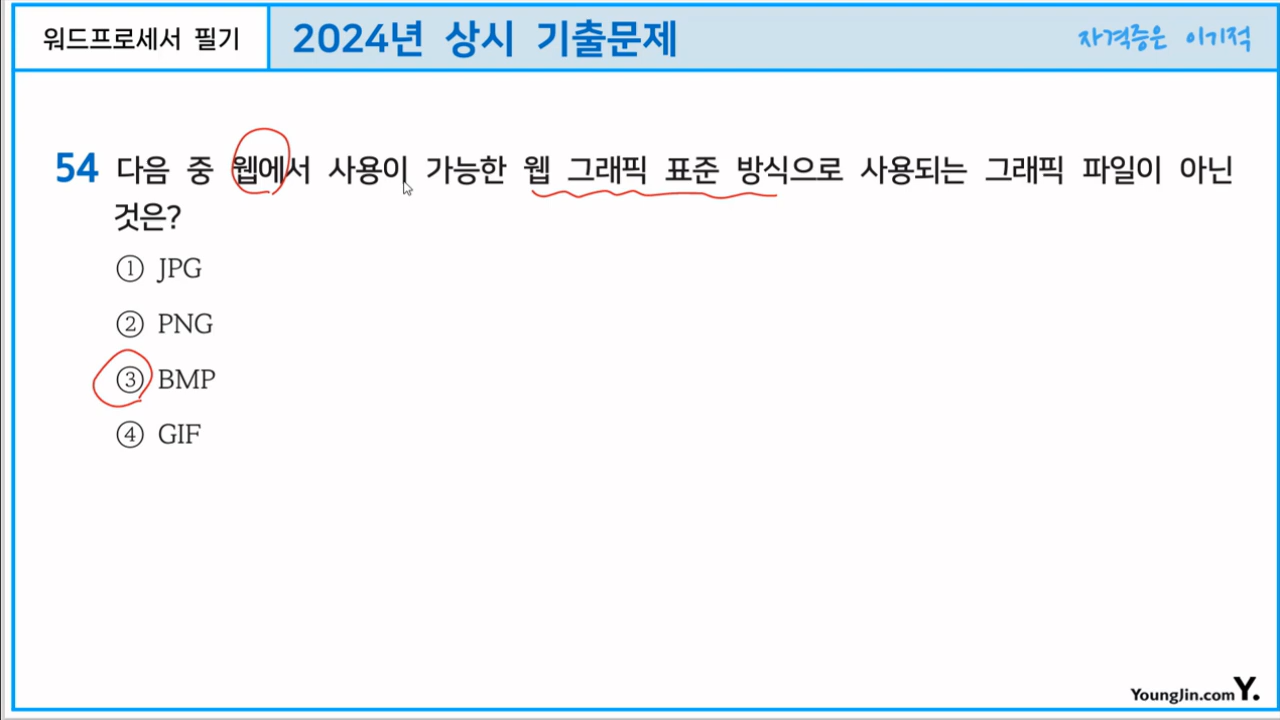 워드프로세서 필기
2024년 상시 기출문제
자격증은 이기적
54 다음 중 웹에서 사용이 가능한 웹 그래픽 표준 방식으로 사용되는 그래픽 파일이 아닌
것은?
① JPG
② PNG
③ BMP
④ GIF
YoungJin.com Y.